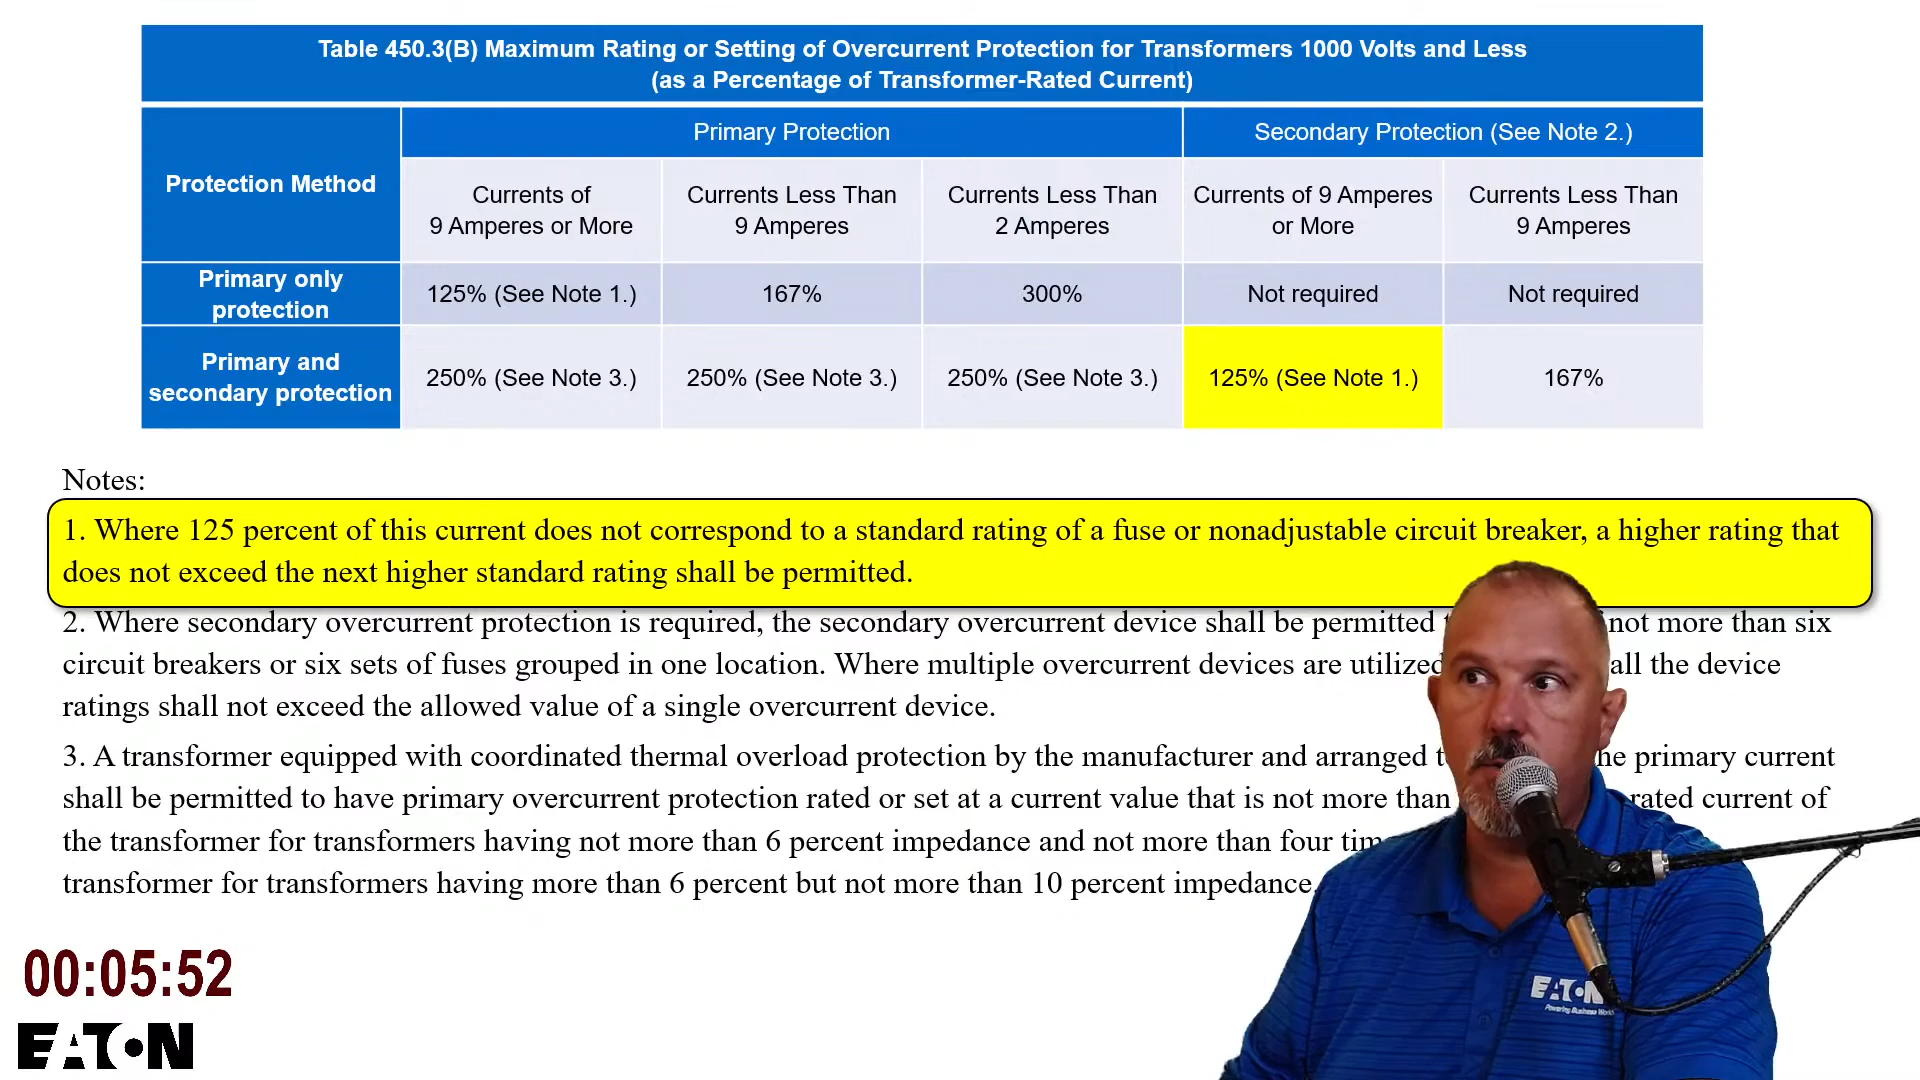 Table 450.3(B) Maximum Rating or Setting of Overcurrent Protection for Transformers 1000 Volts and Less
(as a Percentage of Transformer-Rated Current)
Protection Method
Primary Protection
Secondary Protection (See Note 2.)
Currents of
9 Amperes or More
Currents Less Than
9 Amperes
Currents Less Than
2 Amperes
Currents of 9 Amperes
or More
Currents Less Than
9 Amperes
Primary only
protection
125% (See Note 1.)
167%
300%
Not required
Not required
Primary and
secondary protection
250% (See Note 3.)
250% (See Note 3.)
250% (See Note 3.)
125% (See Note 1.)
167%
Notes:
1. Where 125 percent of this current does not correspond to a standard rating of a fuse or nonadjustable circuit breaker, a higher rating that
does not exceed the next higher standard rating shall be permitted.
2. Where secondary overcurrent protection is required, the secondary overcurrent device shall be permitted not more than six
circuit breakers or six sets of fuses grouped in one location. Where multiple overcurrent devices are utilized all the device
ratings shall not exceed the allowed value of a single overcurrent device.
3. A transformer equipped with coordinated thermal overload protection by the manufacturer and arranged primary current
shall be permitted to have primary overcurrent protection rated or set at a current value that is not more than rated current of
the transformer for transformers having not more than 6 percent impedance and not more than four
transformer for transformers having more than 6 percent but not more than 10 percent impedance.
00:05:52
EATON
EATON
Powering Business